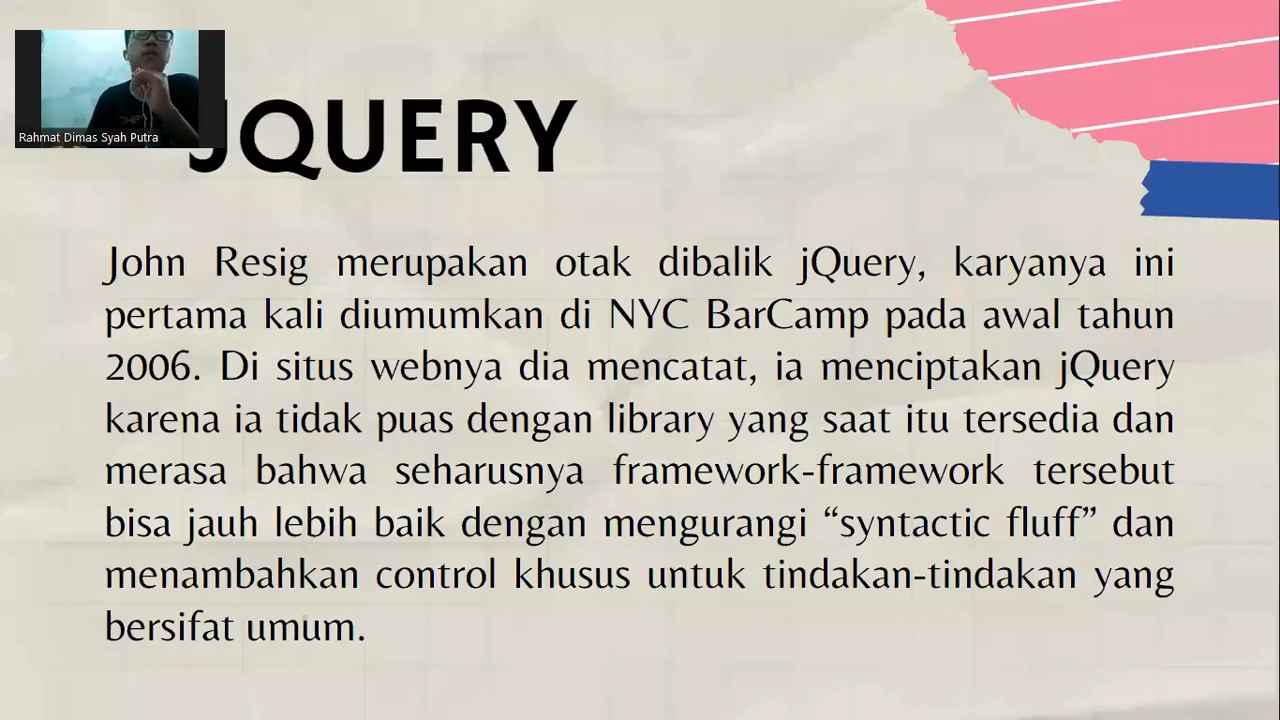 Rahmat Dimas Syah Putra
JQUERY
John Resig merupakan otak dibalik jQuery, karyanya ini
pertama kali diumumkan di NYC BarCamp pada awal tahun
2006. Di situs webnya dia mencatat, ia menciptakan jQuery
karena ia tidak puas dengan library yang saat itu tersedia dan
merasa bahwa seharusnya framework-framework tersebut
bisa jauh lebih baik dengan mengurangi “syntactic fluff” dan
menambahkan control khusus untuk tindakan-tindakan yang
bersifat umum.